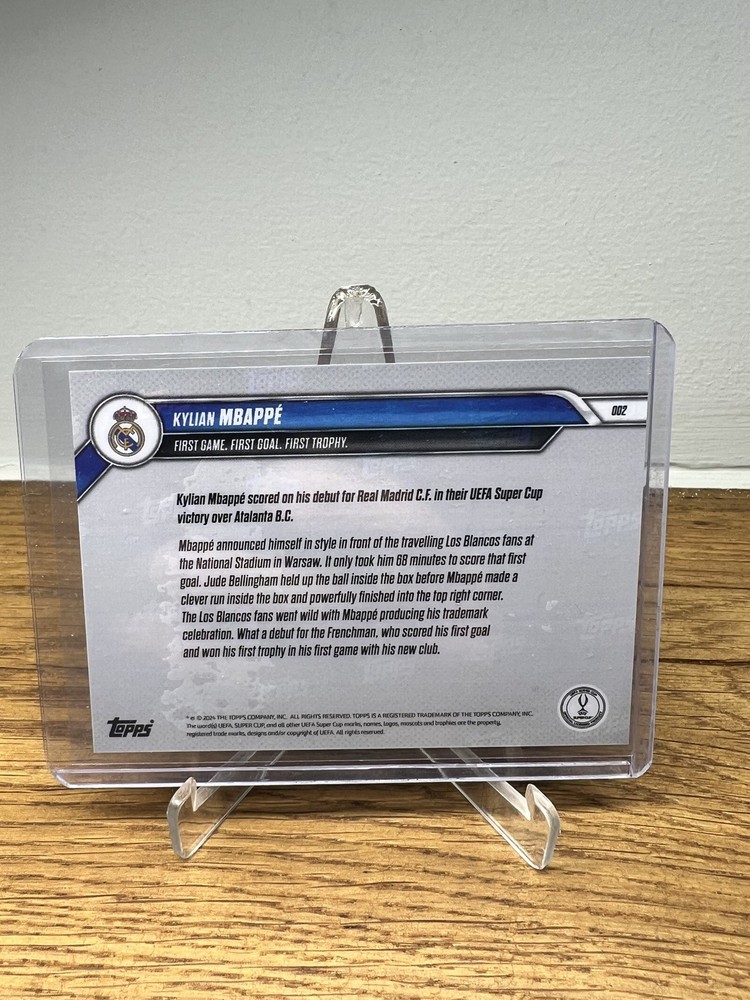 KYLIAN MBAPPÉ
002
FIRST GAME. FIRST GOAL. FIRST TROPHY.
Kylian Mbappé scored on his debut for Real Madrid C.F. in their UEFA Super Cup
victory over Atalanta B.C.
Mbappé announced himself in style in front of the travelling Los Blancos fans at
the National Stadium in Warsaw. It only took him 68 minutes to score that first
goal. Jude Bellingham held up the ball inside the box before Mbappé made a
clever run inside the box and powerfully finished into the top right corner.
The Los Blancos fans went wild with Mbappé producing his trademark
celebration. What a debut for the Frenchman, who scored his first goal
and won his first trophy in his first game with his new club.
Topps
* ® © 2024 THE TOPPS COMPANY, INC. ALL RIGHTS RESERVED. TOPPS IS A REGISTERED TRADEMARK OF THE TOPPS COMPANY, INC.
The word(s) UEFA, SUPER CUP, and all other UEFA Super Cup marks, names, logos, mascots and trophies are the property,
registered trade marks, designs and/or copyright of UEFA. All rights reserved.
SUPER CUP